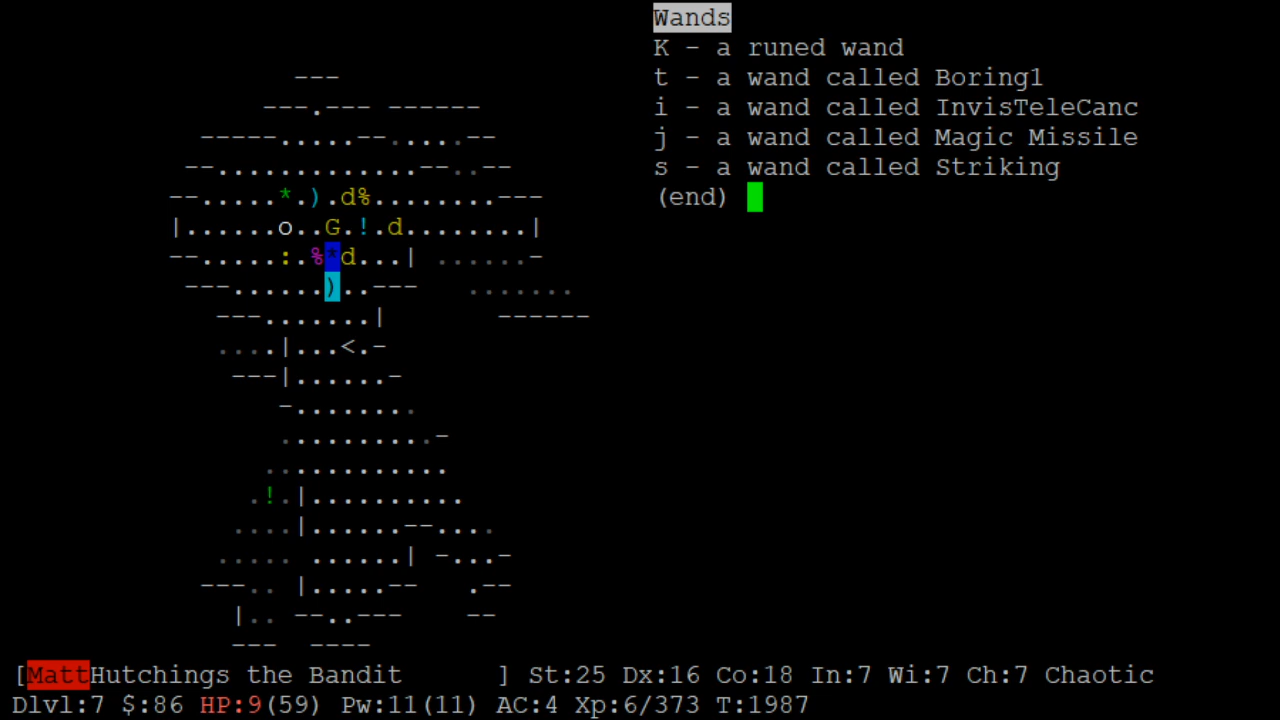 Wands
K - a runed wand
t - a wand called Boring1
i - a wand called InvisTeleCanc
j - a wand called Magic Missile
s - a wand called Striking
(end)
---
---.--- ------
-----.....--.....--
--.............--..--
--.....*.).d%........---
|......o..G.!.d........|
--.....:.%*d...| ......-
---......)..--- .......
---.......| ------
....|...<.-
---|......-
-........
..........-
............
.!.|..........
....|......--....
..... ......| -...-
---.. |.....-- .--
|.. --..--- --
--- ----
[MattHutchings the Bandit ] St:25 Dx:16 Co:18 In:7 Wi:7 Ch:7 Chaotic
Dlvl:7 $:86 HP:9(59) Pw:11(11) AC:4 Xp:6/373 T:1987